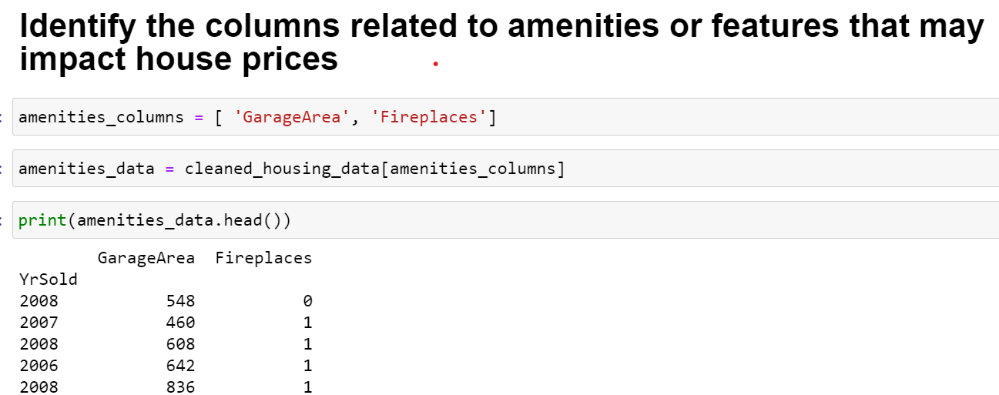 Identify the columns related to amenities or features that may
impact house prices
: amenities_columns = [ 'GarageArea', 'Fireplaces']
: amenities_data = cleaned_housing_data[amenities_columns]
: print(amenities_data.head())
GarageArea Fireplaces
YrSold
2008 548 0
2007 460 1
2008 608 1
2006 642 1
2008 836 1